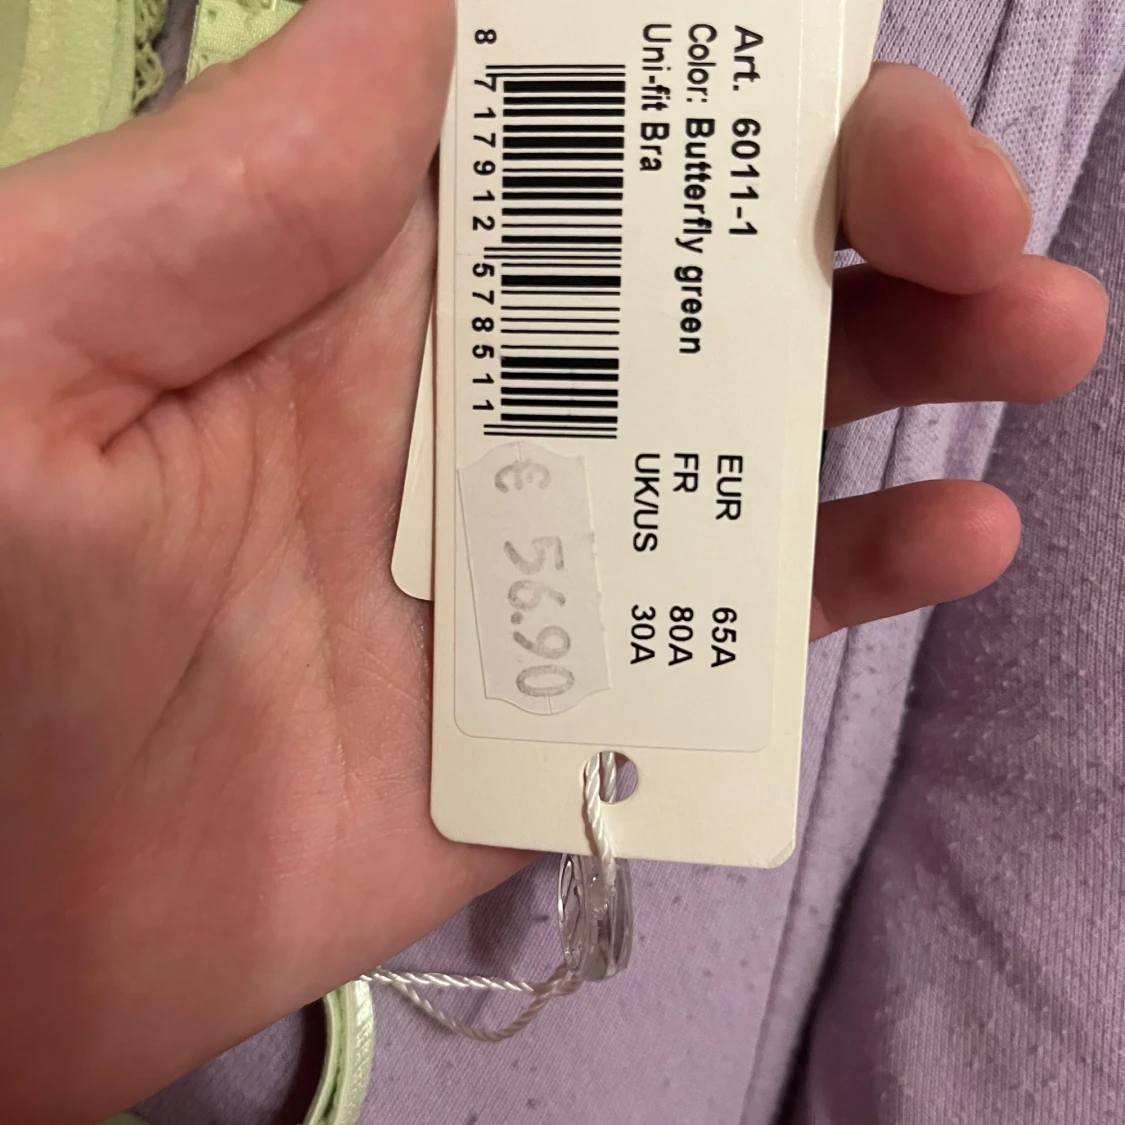 Art. 6011-1
Color: Butterfly green
Uni-fit Bra
8 717912 578511
EUR 65A
FR 80A
UK/US 30A
€ 56.90